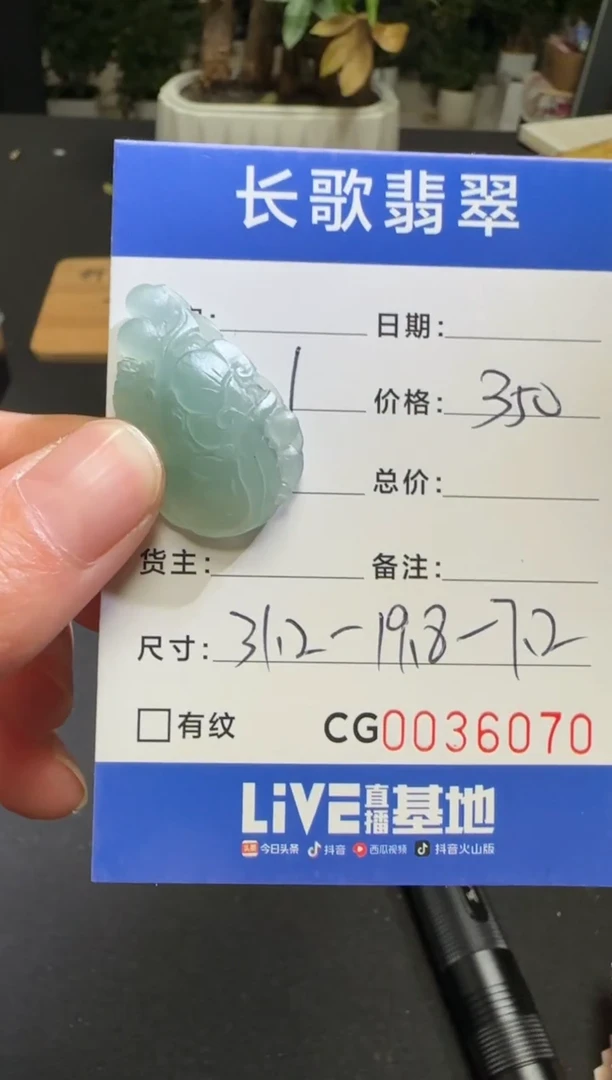 长歌翡翠
日期:
1 价格: 350
总价:
货主: 备注:
尺寸: 31.2-19.8-7.2
有纹 CG0036070
LiVE直播基地
头条 今日头条 抖音 西瓜视频 抖音火山版